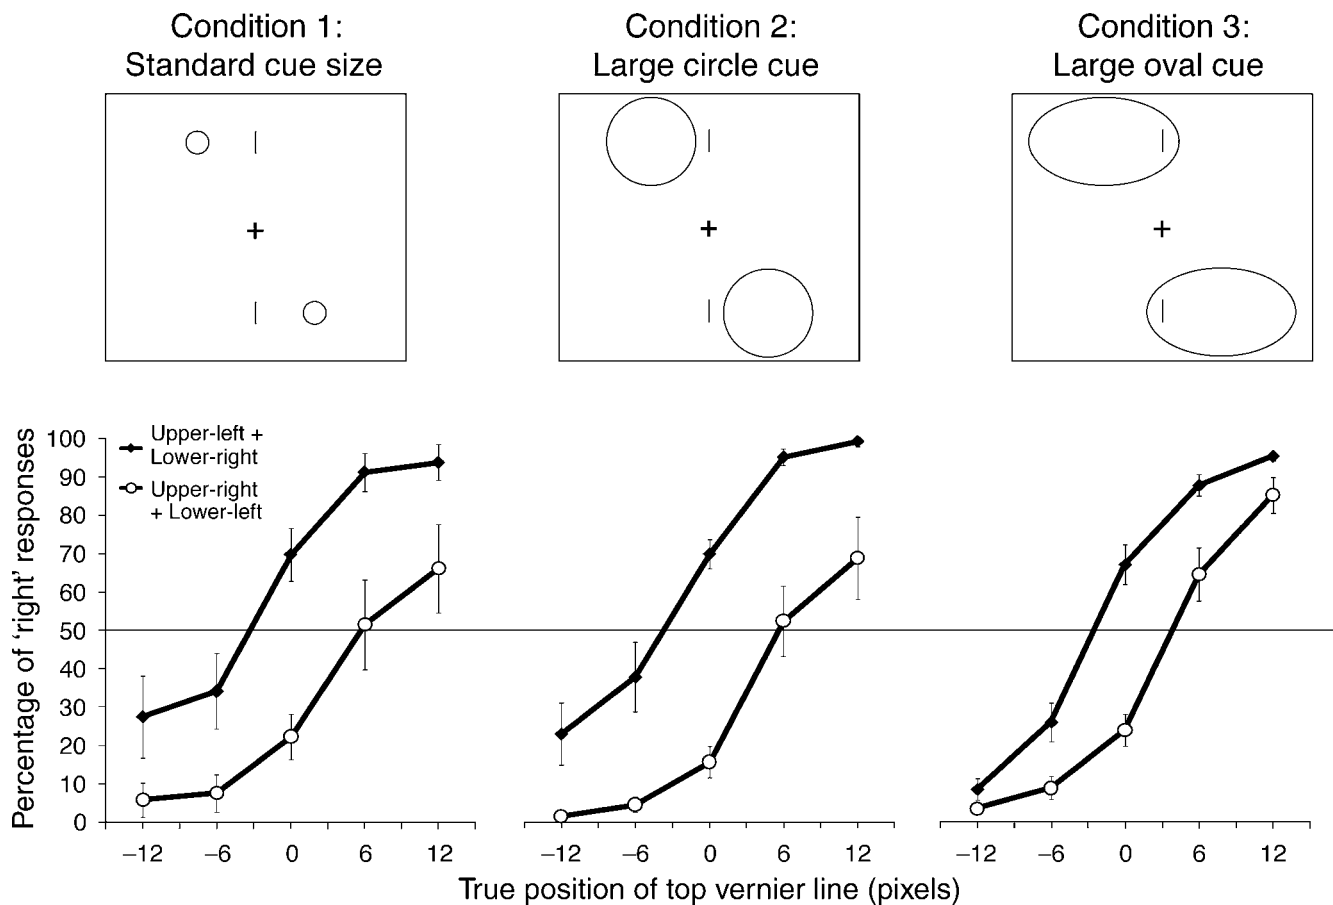 Condition 1:
Standard cue size
Condition 2:
Large circle cue
Condition 3:
Large oval cue
Percentage of 'right' responses
100
90
80
70
60
50
40
30
20
10
0
Upper-left +
Lower-right
Upper-right
+ Lower-left
−12 −6 0 6 12
−12 −6 0 6 12
−12 −6 0 6 12
True position of top vernier line (pixels)